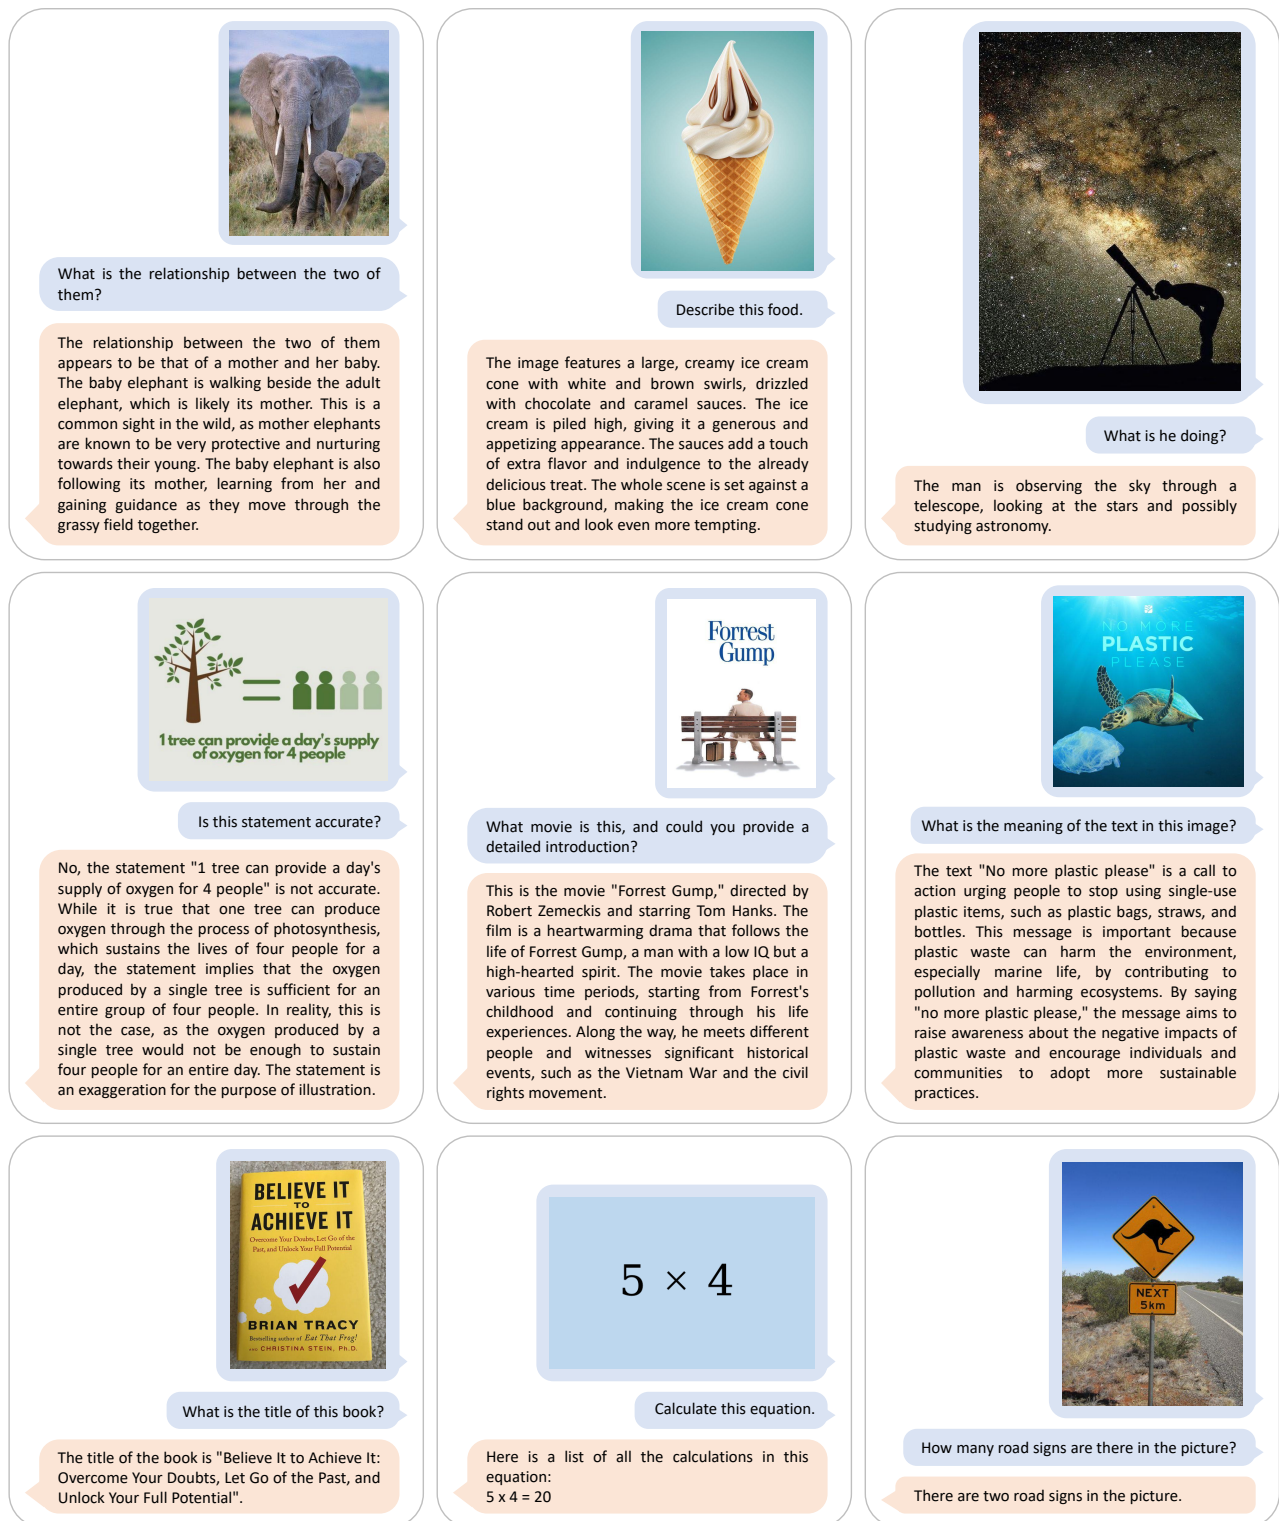 What is the relationship between the two of
them?
The relationship between the two of them
appears to be that of a mother and her baby.
The baby elephant is walking beside the adult
elephant, which is likely its mother. This is a
common sight in the wild, as mother elephants
are known to be very protective and nurturing
towards their young. The baby elephant is also
following its mother, learning from her and
gaining guidance as they move through the
grassy field together.
Describe this food.
The image features a large, creamy ice cream
cone with white and brown swirls, drizzled
with chocolate and caramel sauces. The ice
cream is piled high, giving it a generous and
appetizing appearance. The sauces add a touch
of extra flavor and indulgence to the already
delicious treat. The whole scene is set against a
blue background, making the ice cream cone
stand out and look even more tempting.
What is he doing?
The man is observing the sky through a
telescope, looking at the stars and possibly
studying astronomy.
1 tree can provide a day's supply
of oxygen for 4 people
Is this statement accurate?
No, the statement "1 tree can provide a day's
supply of oxygen for 4 people" is not accurate.
While it is true that one tree can produce
oxygen through the process of photosynthesis,
which sustains the lives of four people for a
day, the statement implies that the oxygen
produced by a single tree is sufficient for an
entire group of four people. In reality, this is
not the case, as the oxygen produced by a
single tree would not be enough to sustain
four people for an entire day. The statement is
an exaggeration for the purpose of illustration.
Forrest
Gump
What movie is this, and could you provide a
detailed introduction?
This is the movie "Forrest Gump," directed by
Robert Zemeckis and starring Tom Hanks. The
film is a heartwarming drama that follows the
life of Forrest Gump, a man with a low IQ but a
high-hearted spirit. The movie takes place in
various time periods, starting from Forrest's
childhood and continuing through his life
experiences. Along the way, he meets different
people and witnesses significant historical
events, such as the Vietnam War and the civil
rights movement.
NO MORE
PLASTIC
PLEASE
What is the meaning of the text in this image?
The text "No more plastic please" is a call to
action urging people to stop using single-use
plastic items, such as plastic bags, straws, and
bottles. This message is important because
plastic waste can harm the environment,
especially marine life, by contributing to
pollution and harming ecosystems. By saying
"no more plastic please," the message aims to
raise awareness about the negative impacts of
plastic waste and encourage individuals and
communities to adopt more sustainable
practices.
BELIEVE IT
TO
ACHIEVE IT
Overcome Your Doubts, Let Go of the
Past, and Unlock Your Full Potential
BRIAN TRACY
Bestselling author of Eat That Frog!
AND CHRISTINA STEIN, Ph.D.
What is the title of this book?
The title of the book is "Believe It to Achieve It:
Overcome Your Doubts, Let Go of the Past, and
Unlock Your Full Potential".
5 × 4
Calculate this equation.
Here is a list of all the calculations in this
equation:
5 x 4 = 20
NEXT
5km
How many road signs are there in the picture?
There are two road signs in the picture.